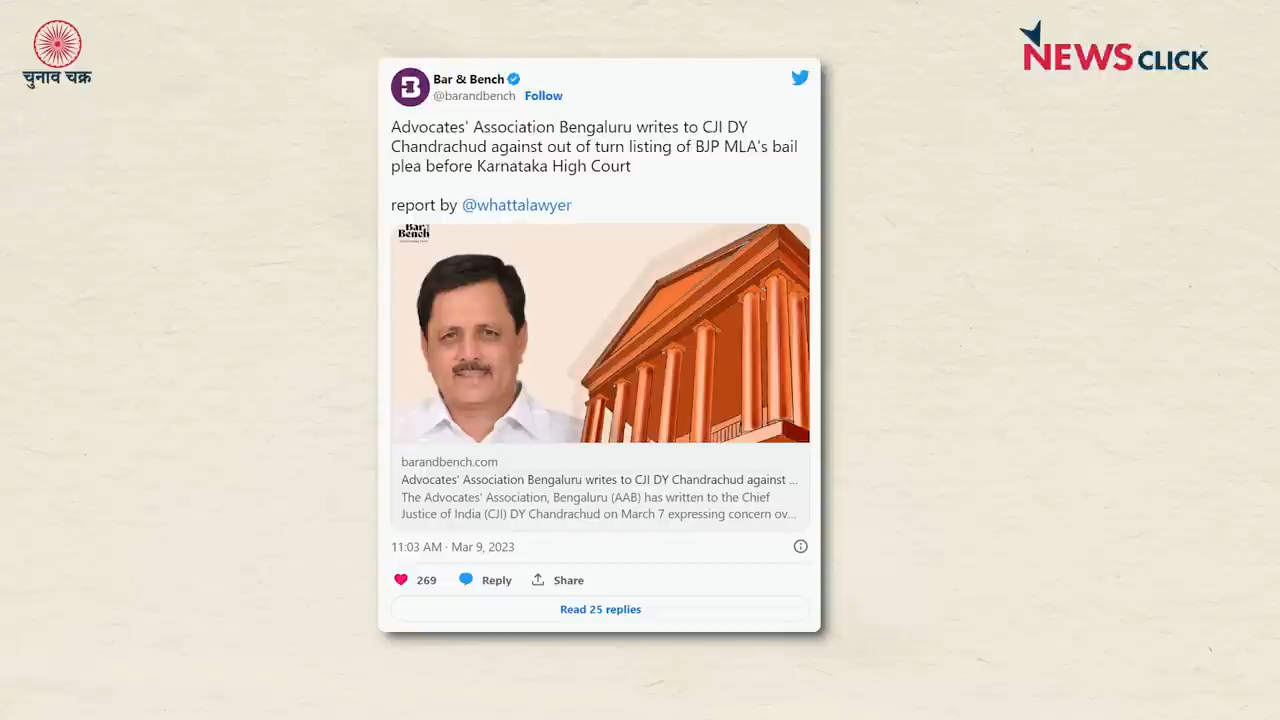 चुनाव चक्र
NEWSCLICK
Bar & Bench
@barandbench Follow
Advocates' Association Bengaluru writes to CJI DY
Chandrachud against out of turn listing of BJP MLA's bail
plea before Karnataka High Court
report by @whattalawyer
Bar
Bench
barandbench.com
Advocates' Association Bengaluru writes to CJI DY Chandrachud against ...
The Advocates' Association, Bengaluru (AAB) has written to the Chief
Justice of India (CJI) DY Chandrachud on March 7 expressing concern ov...
11:03 AM · Mar 9, 2023
269 Reply Share
Read 25 replies